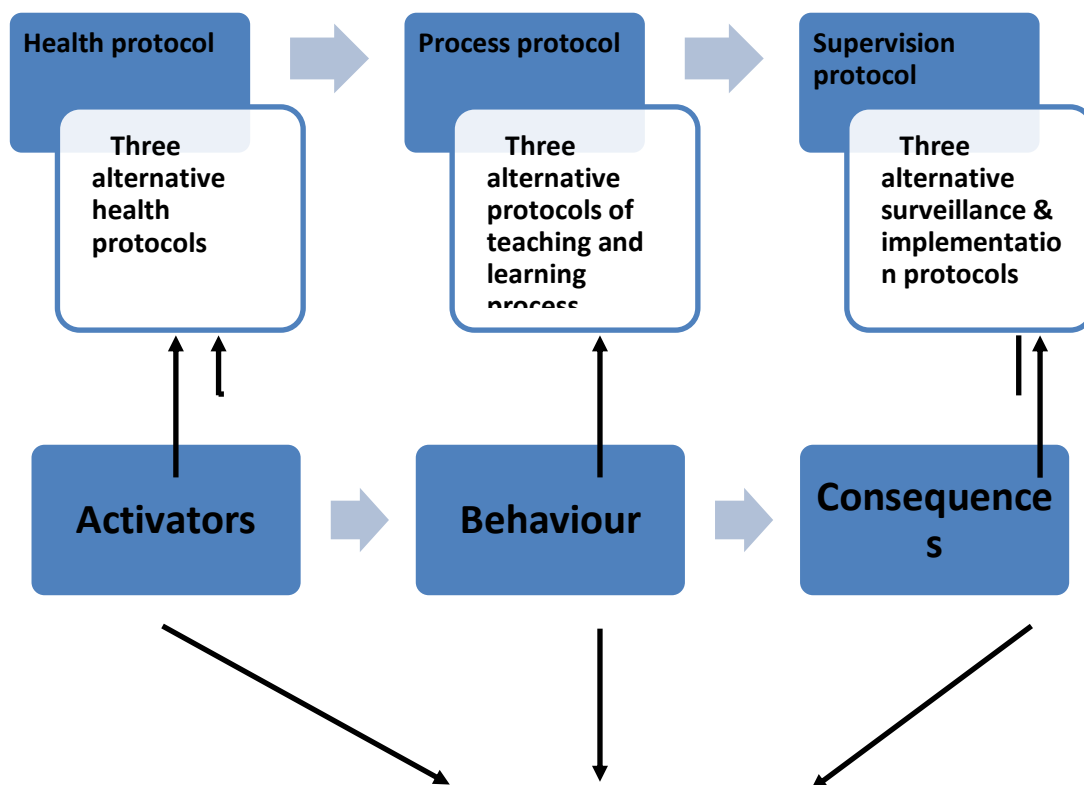 Health protocol
Three
alternative
health
protocols
Process protocol
Three
alternative
protocols of
teaching and
learning
process
Supervision
protocol
Three
alternative
surveillance &
implementatio
n protocols
Activators
Behaviour
Consequence
s